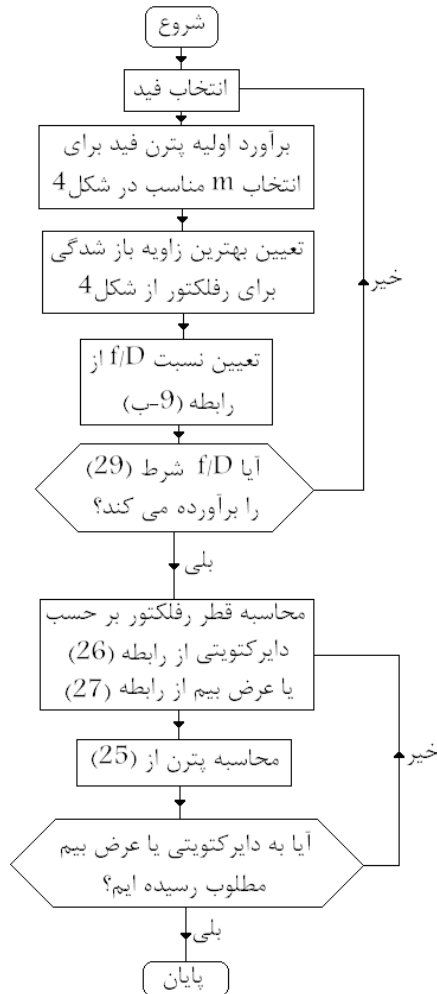 شروع
انتخاب فید
برآورد اولیه پترن فید برای
انتخاب m مناسب در شکل4
تعیین بهترین زاویه باز شدگی
برای رفلکتور از شکل4
تعیین نسبت f/D از
رابطه (9-ب)
آیا f/D شرط (29)
را برآورده می کند؟
خیر
بلی
محاسبه قطر رفلکتور بر حسب
دایرکتویتی از رابطه (26)
یا عرض بیم از رابطه (27)
محاسبه پترن از (25)
آیا به دایرکتویتی یا عرض بیم
مطلوب رسیده ایم؟
خیر
بلی
پایان